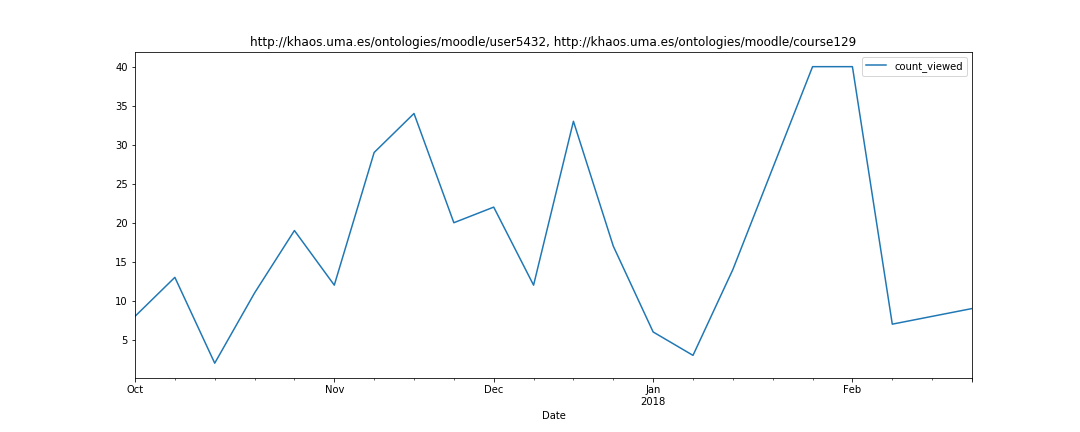 http://khaos.uma.es/ontologies/moodle/user5432, http://khaos.uma.es/ontologies/moodle/course129
count_viewed
40
35
30
25
20
15
10
5
Oct Nov Dec Jan Feb
2018
Date